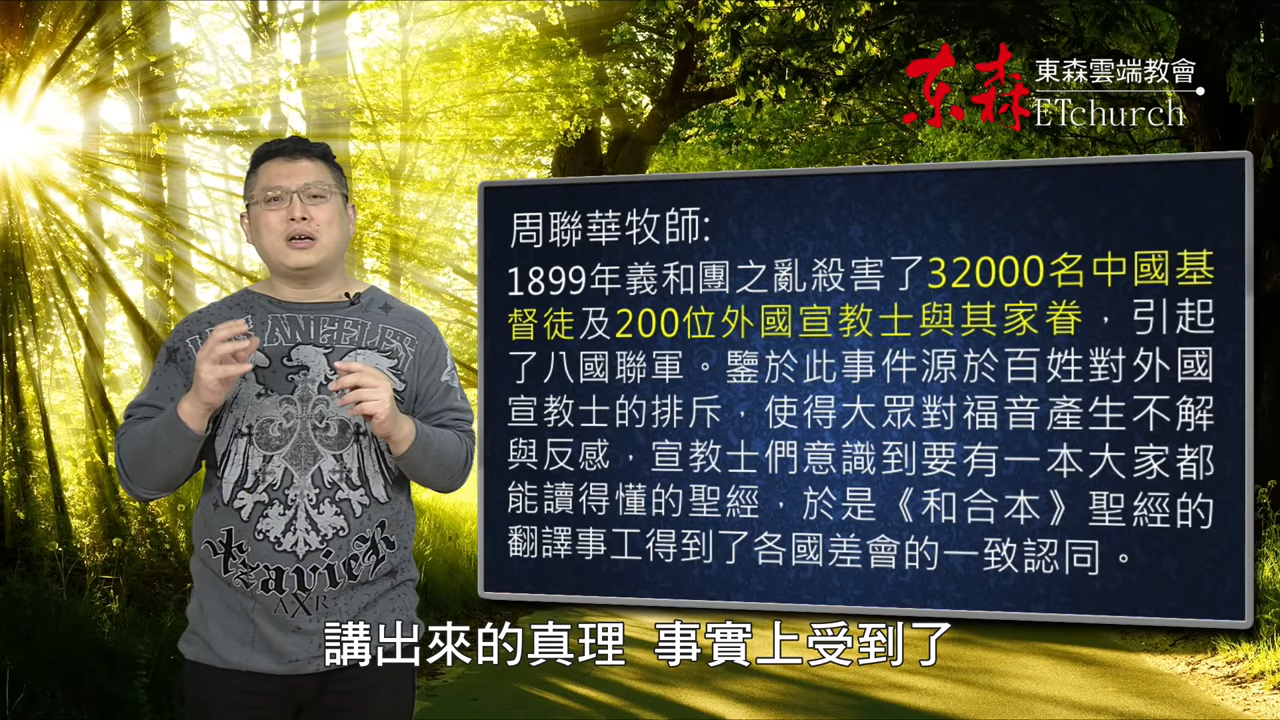 东森
東森雲端教會
ETchurch
周聯華牧師:
1899年義和團之亂殺害了32000名中國基
督徒及200位外國宣教士與其家眷，引起
了八國聯軍。鑒於此事件源於百姓對外國
宣教士的排斥，使得大眾對福音產生不解
與反感，宣教士們意識到要有一本大家都
能讀得懂的聖經，於是《和合本》聖經的
翻譯事工得到了各國差會的一致認同。
LOS ANGELES
Xavier
AXR
講出來的真理 事實上受到了